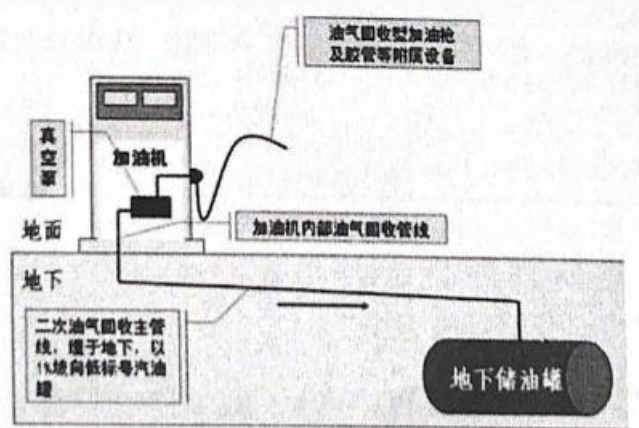 油气回收型加油枪
及胶管等附属设备
真
空
泵
加油机
地面
加油机内部油气回收管线
地下
二次油气回收主管
线，埋于地下，以
1%坡向低标号汽油
罐
地下储油罐